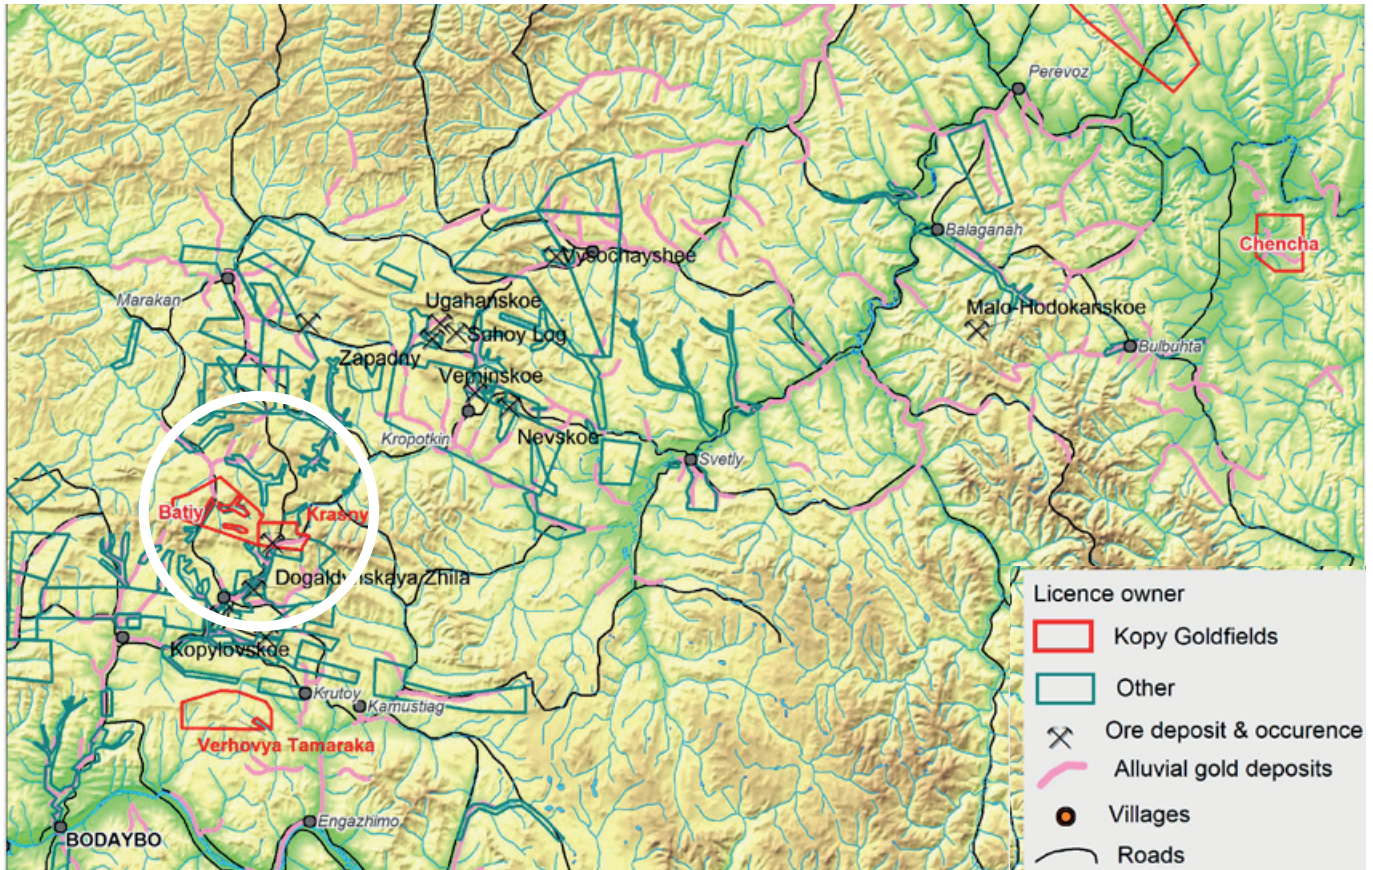 Perevoz
Balaganah
Chencha
Vysochayshee
Marakan
Ugahanskoe
Malo-Hodokanskoe
Suhoy Log
Zapadny
Bulbuhta
Verninskoe
Kropotkin
Nevskoe
Svetly
Batiy
Krasny
Dogaldynskaya Zhila
Kopylovskoe
Krutoy
Kamustiag
Verhovya Tamaraka
Engazhimo
BODAYBO
Licence owner
Kopy Goldfields
Other
Ore deposit & occurence
Alluvial gold deposits
Villages
Roads